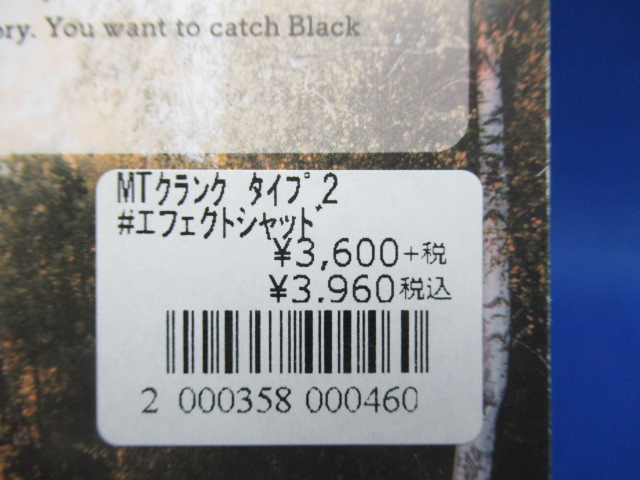 ory. You want to catch Black
MTクランク タイプ 2
#エフェクトシャッド
¥3,600+税
¥3.960税込
2 000358 000460